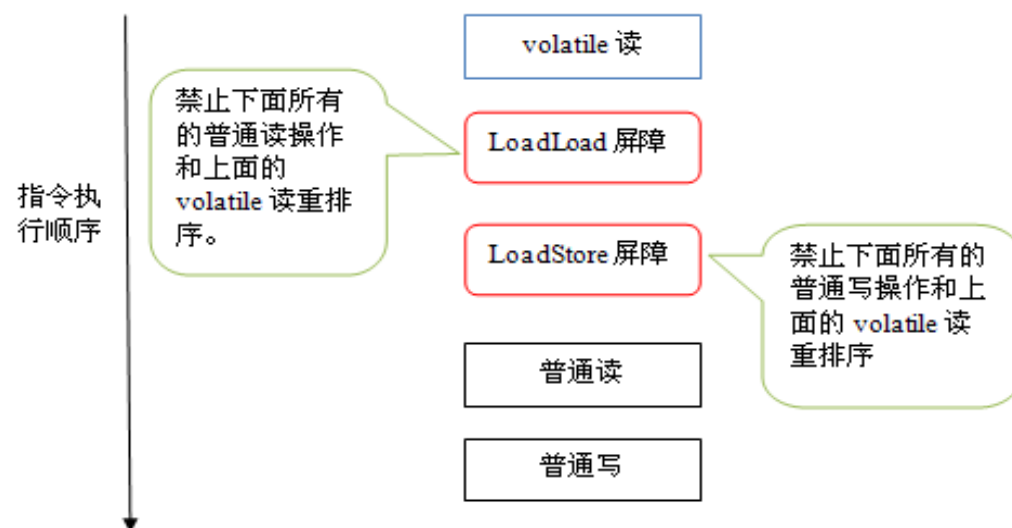 volatile 读
禁止下面所有
的普通读操作
和上面的
volatile 读重排
序。
LoadLoad 屏障
指令执
行顺序
LoadStore 屏障
禁止下面所有的
普通写操作和上
面的 volatile 读
重排序
普通读
普通写